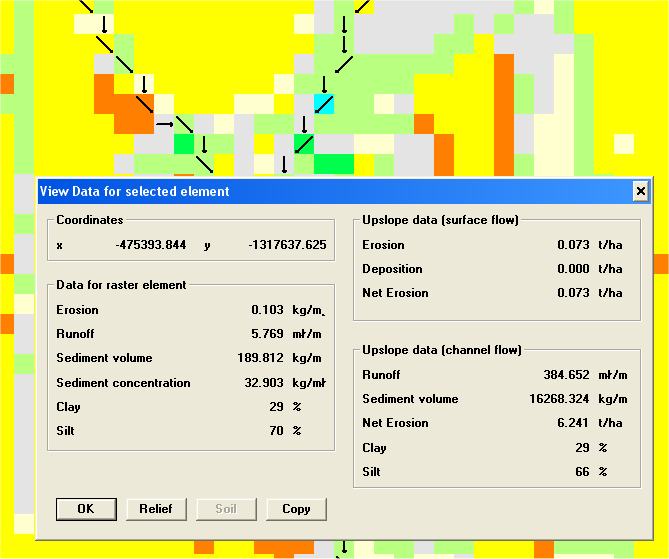 View Data for selected element
Coordinates
x -475393.844 y -1317637.625
Data for raster element
Erosion 0.103 kg/m˛
Runoff 5.769 mł/m
Sediment volume 189.812 kg/m
Sediment concentration 32.903 kg/mł
Clay 29 %
Silt 70 %
Upslope data (surface flow)
Erosion 0.073 t/ha
Deposition 0.000 t/ha
Net Erosion 0.073 t/ha
Upslope data (channel flow)
Runoff 384.652 mł/m
Sediment volume 16268.324 kg/m
Net Erosion 6.241 t/ha
Clay 29 %
Silt 66 %
OK Relief Soil Copy